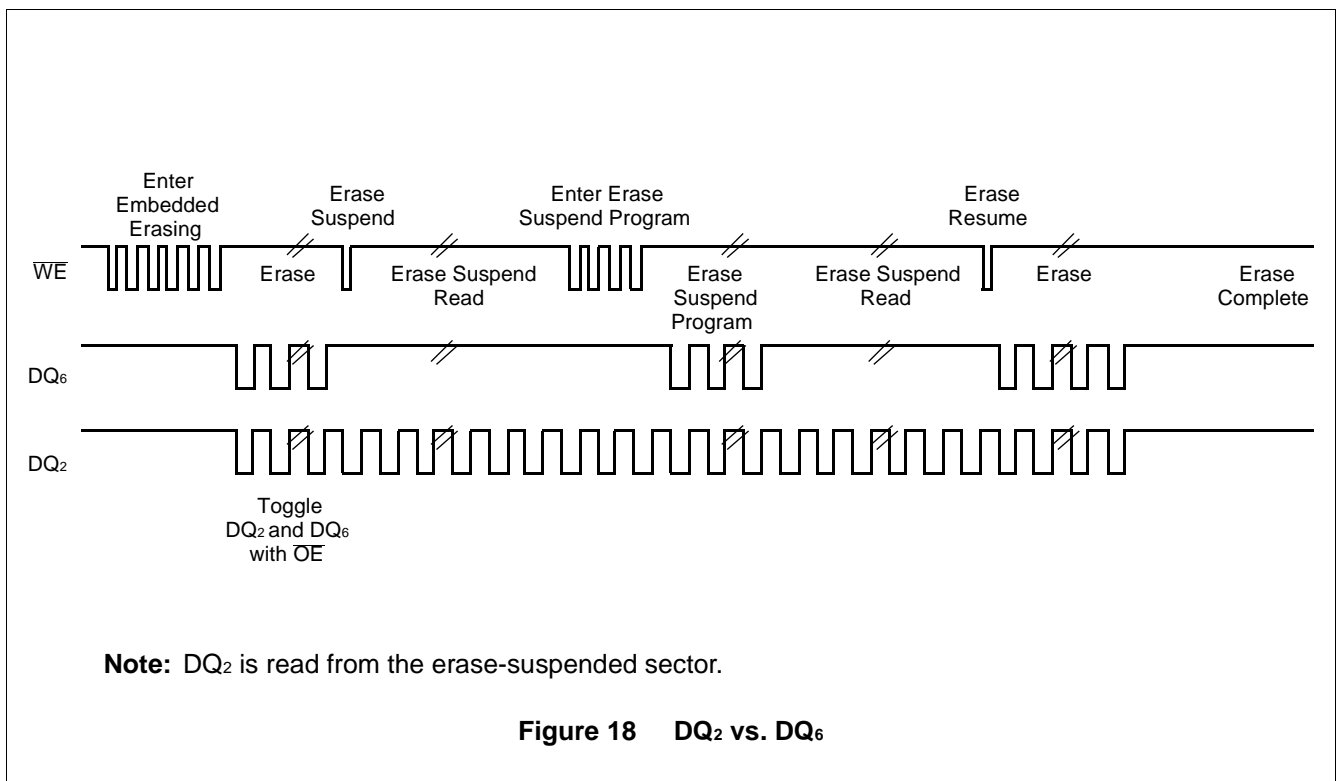 Enter
Embedded
Erasing
Erase
Suspend
Enter Erase
Suspend Program
Erase
Resume
WE
Erase
Erase Suspend
Read
Erase
Suspend
Program
Erase Suspend
Read
Erase
Erase
Complete
DQ6
DQ2
Toggle
DQ2 and DQ6
with OE
Note: DQ2 is read from the erase-suspended sector.
Figure 18 DQ2 vs. DQ6